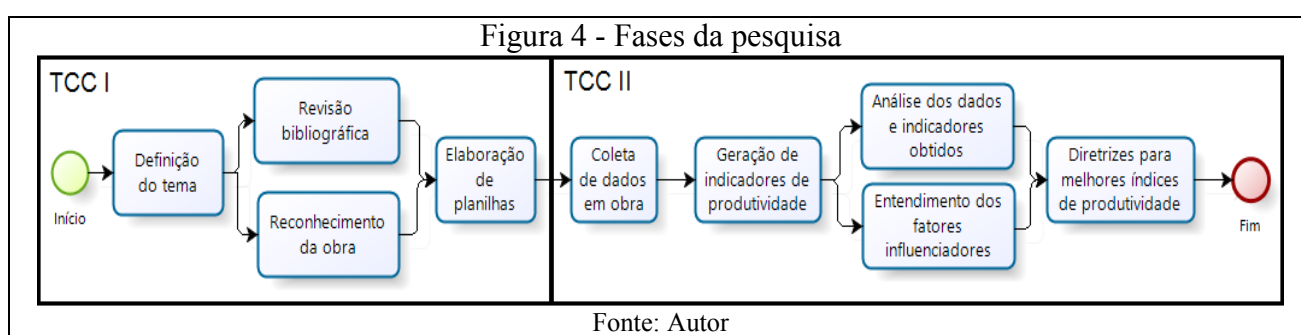 Figura 4 - Fases da pesquisa
TCC I
Início
Definição
do tema
Revisão
bibliográfica
Reconhecimento
da obra
Elaboração
de
planilhas
TCC II
Coleta
de dados
em obra
Geração de
indicadores de
produtividade
Análise dos dados
e indicadores
obtidos
Entendimento dos
fatores
influenciadores
Diretrizes para
melhores índices
de produtividade
Fim
Fonte: Autor